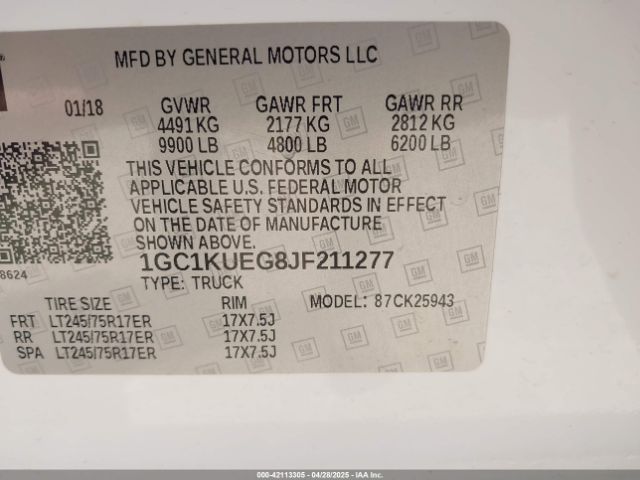 MFD BY GENERAL MOTORS LLC
01/18 GVWR GAWR FRT GAWR RR
4491 KG 2177 KG 2812 KG
9900 LB 4800 LB 6200 LB
THIS VEHICLE CONFORMS TO ALL
APPLICABLE U.S. FEDERAL MOTOR
VEHICLE SAFETY STANDARDS IN EFFECT
ON THE DATE OF MANUFACTURE
SHOWN ABOVE.
8624 1GC1KUEG8JF211277
TYPE: TRUCK
TIRE SIZE RIM MODEL: 87CK25943
FRT LT245/75R17ER 17X7.5J
RR LT245/75R17ER 17X7.5J
SPA LT245/75R17ER 17X7.5J
000-42113305 - 04/28/2025 - IAAI.COM